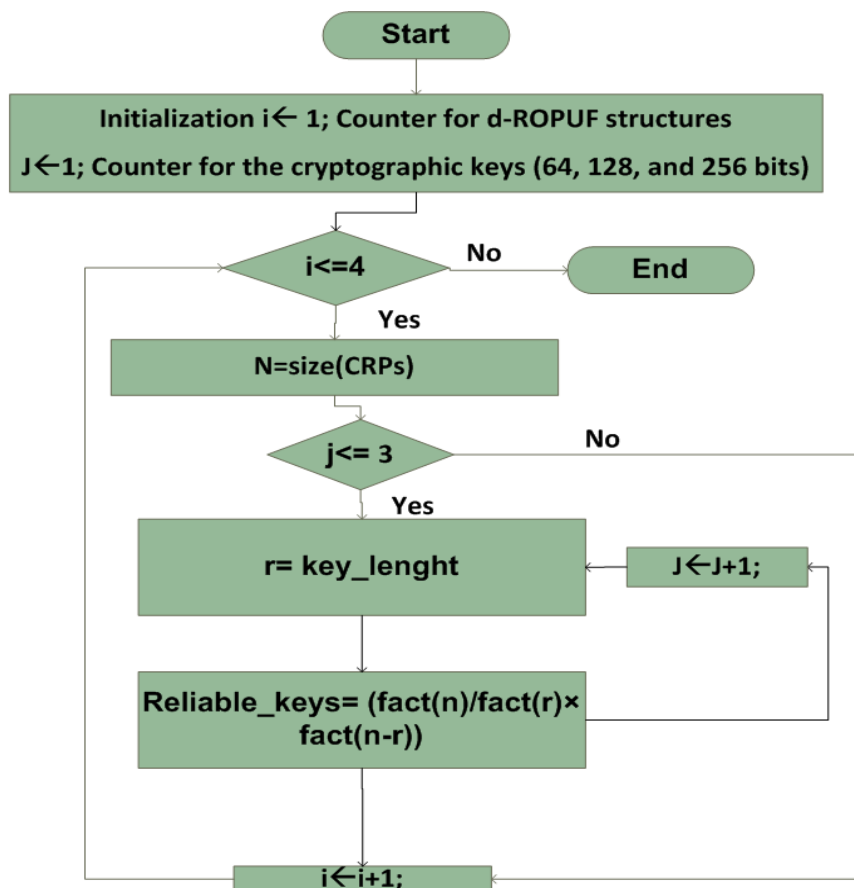 Start
Initialization i← 1; Counter for d-ROPUF structures
J←1; Counter for the cryptographic keys (64, 128, and 256 bits)
i<=4
No
End
Yes
N=size(CRPs)
j<= 3
No
Yes
r= key_lenght
J←J+1;
Reliable_keys= (fact(n)/fact(r)×
fact(n-r))
i←i+1;